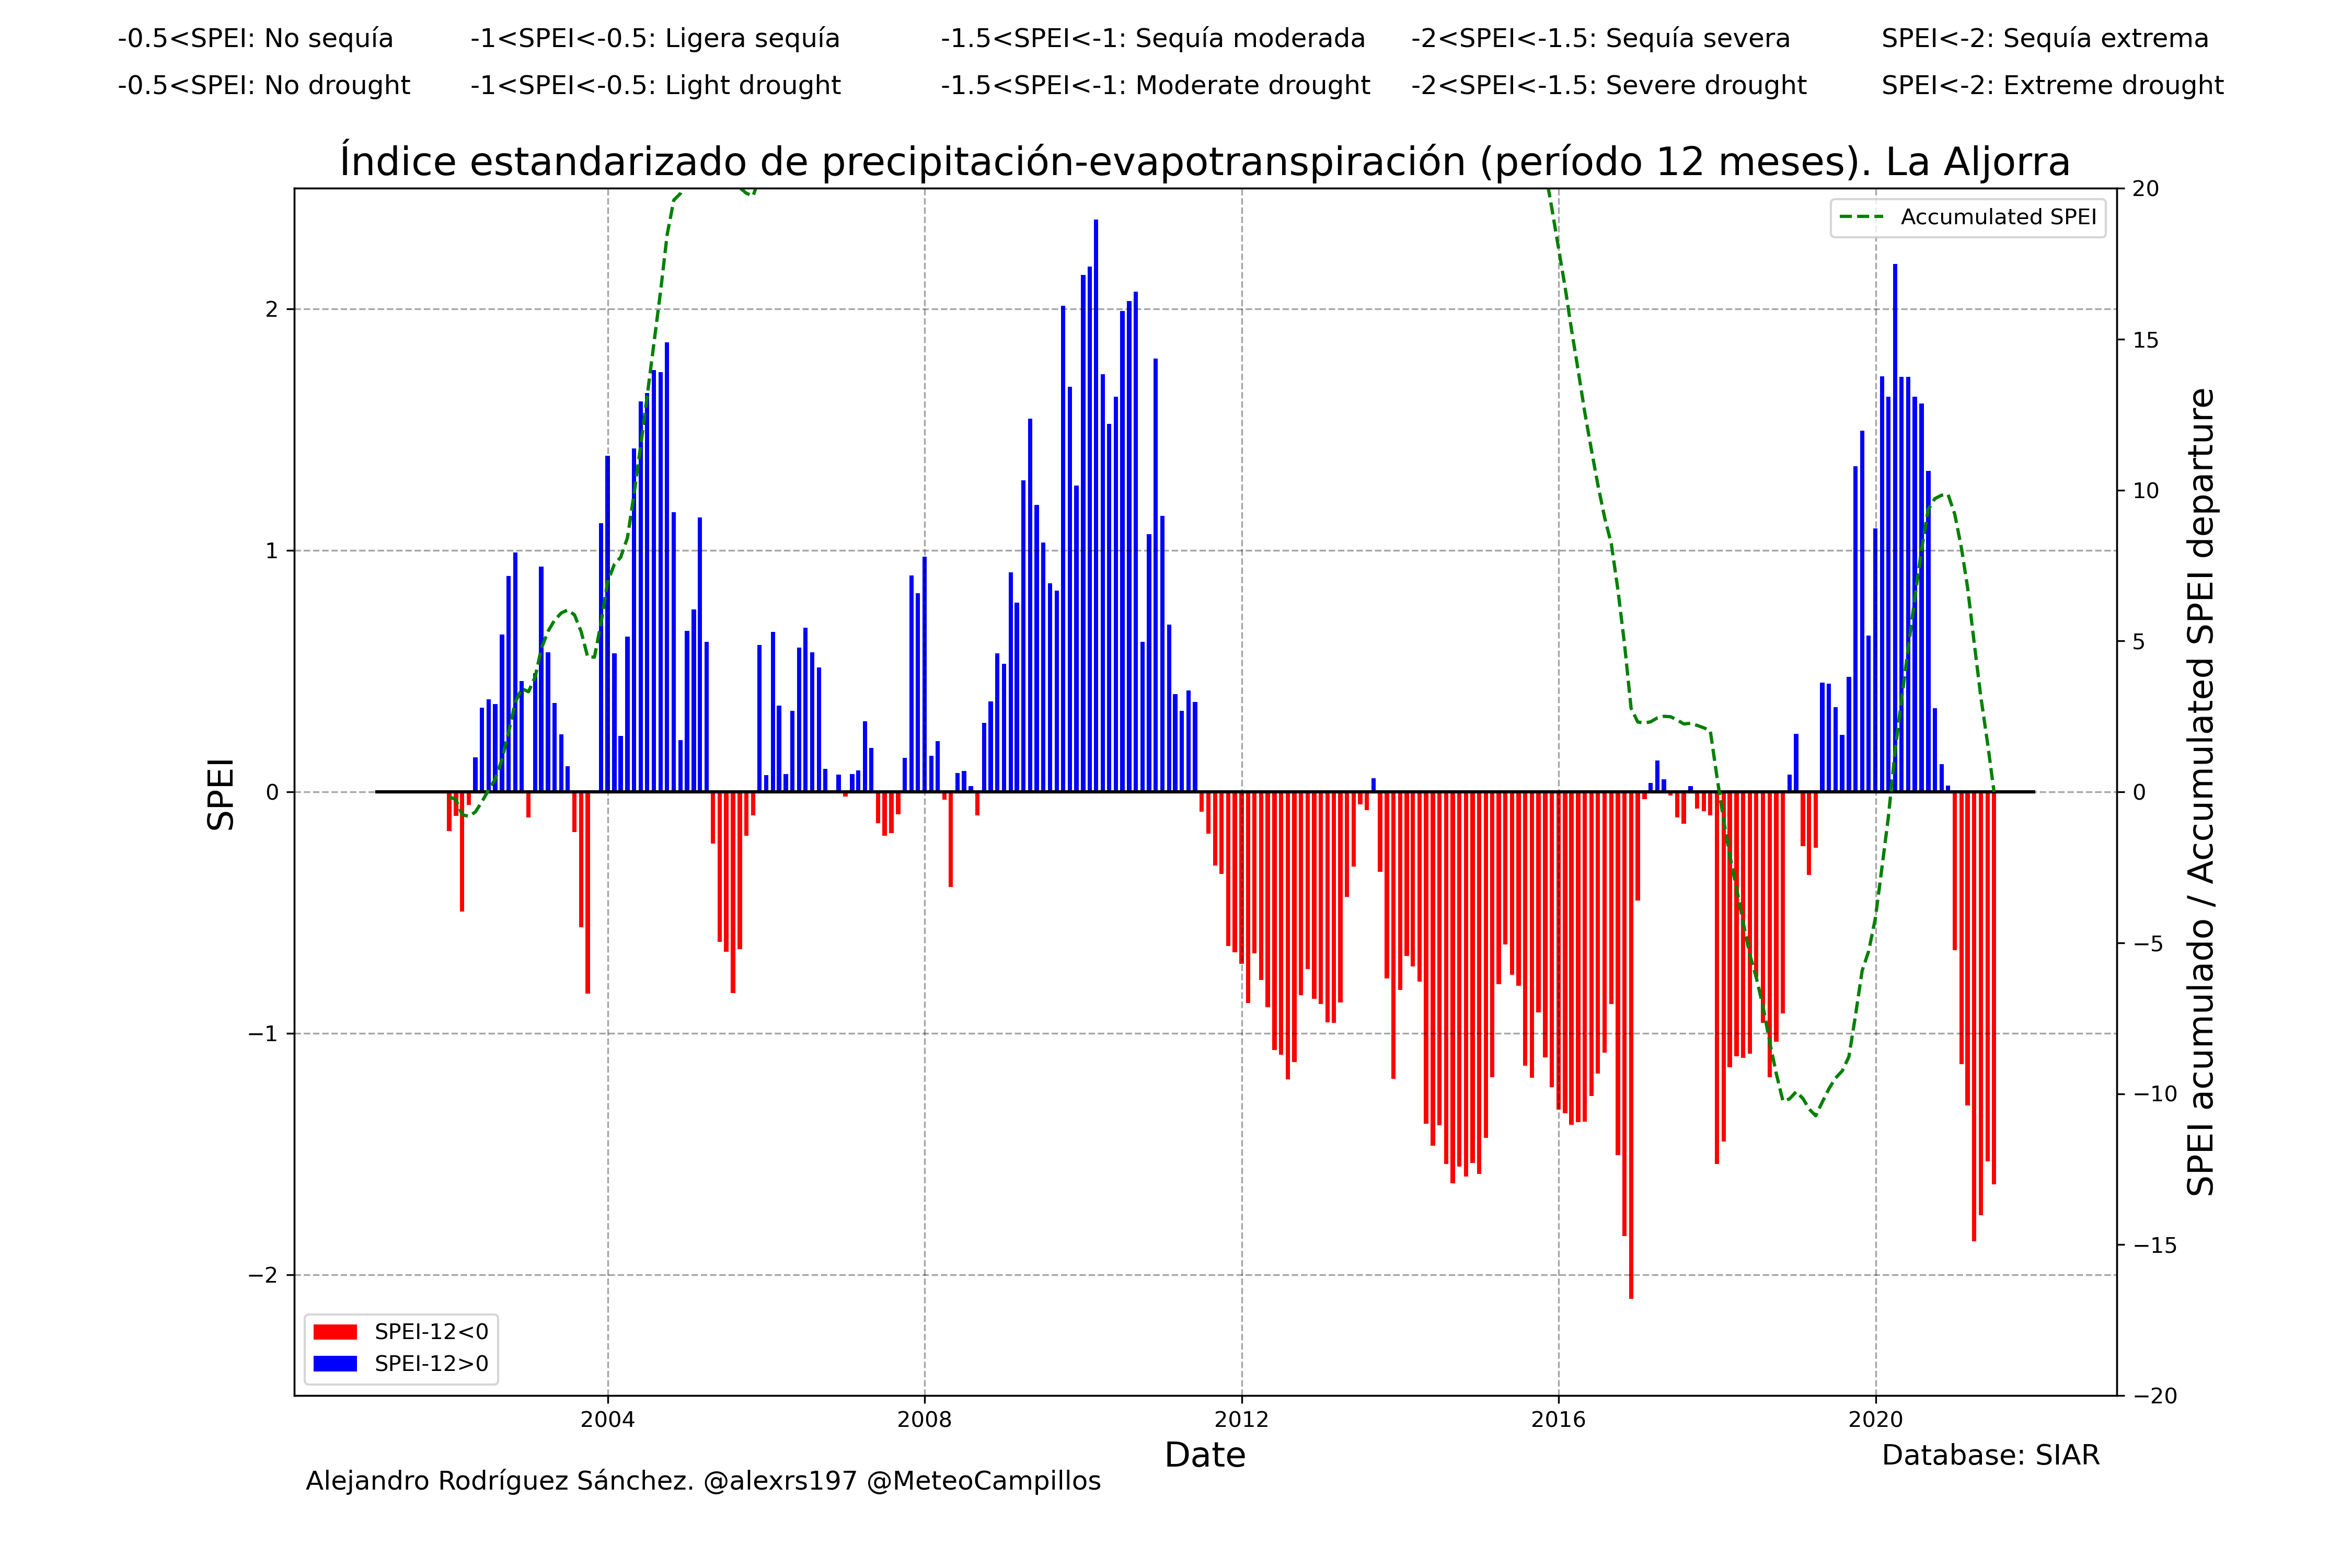 -0.5<SPEI: No sequía -1<SPEI<-0.5: Ligera sequía -1.5<SPEI<-1: Sequía moderada -2<SPEI<-1.5: Sequía severa SPEI<-2: Sequía extrema
-0.5<SPEI: No drought -1<SPEI<-0.5: Light drought -1.5<SPEI<-1: Moderate drought -2<SPEI<-1.5: Severe drought SPEI<-2: Extreme drought
Índice estandarizado de precipitación-evapotranspiración (período 12 meses). La Aljorra
Accumulated SPEI
SPEI
2
1
0
−1
−2
20
15
10
5
0
−5
−10
−15
−20
SPEI acumulado / Accumulated SPEI departure
SPEI-12<0
SPEI-12>0
2004 2008 2012 2016 2020
Date
Database: SIAR
Alejandro Rodríguez Sánchez. @alexrs197 @MeteoCampillos